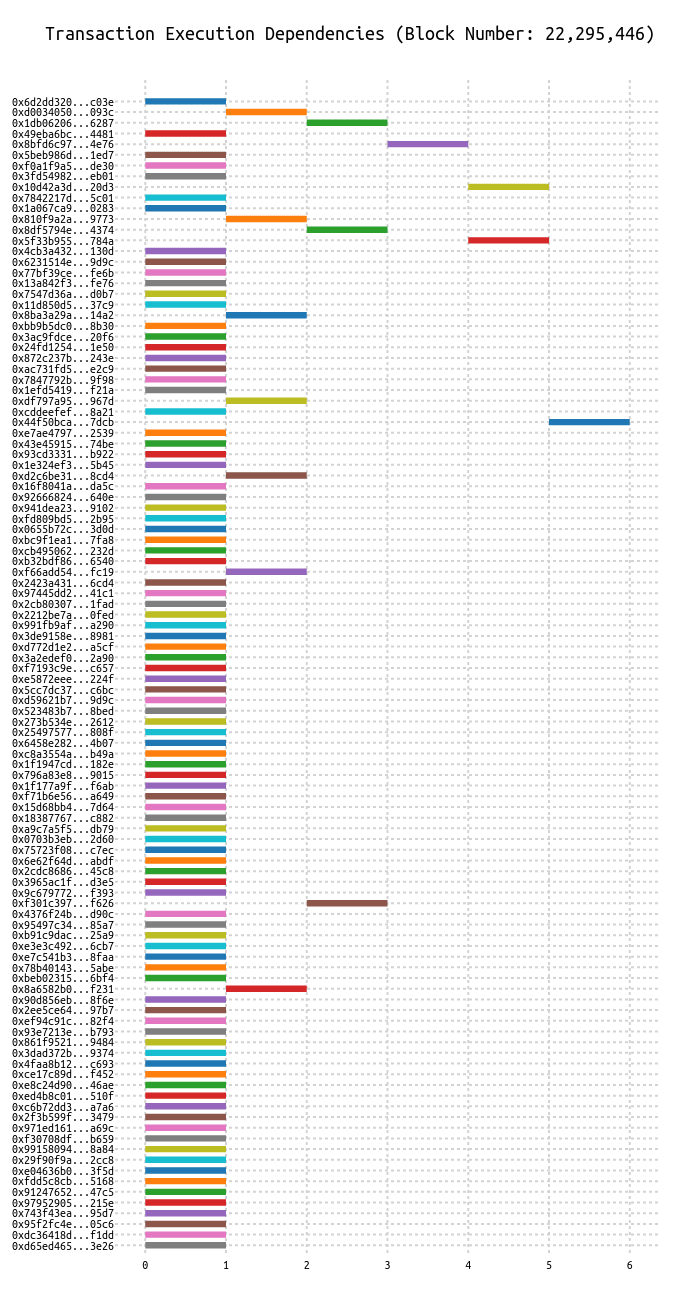 Transaction Execution Dependencies (Block Number: 22,295,446)
0x6d2dd320...c03e
0xd0034050...093c
0x1db06206...6287
0x49eba6bc...4481
0x8bfd6c97...4e76
0x5beb986d...1ed7
0xf0a1f9a5...de30
0x3fd54982...eb01
0x10d42a3d...20d3
0x7842217d...5c01
0x1a067ca9...0283
0x810f9a2a...9773
0x8df5794e...4374
0x5f33b955...784a
0x4cb3a432...130d
0x6231514e...9d9c
0x77bf39ce...fe6b
0x13a842f3...fe76
0x7547d36a...d0b7
0x11d850d5...37c9
0x8ba3a29a...14a2
0xbb9b5dc0...8b30
0x3ac9fdce...20f6
0x24fd1254...1e50
0x872c237b...243e
0xac731fd5...e2c9
0x7847792b...9f98
0x1efd5419...f21a
0xdf797a95...967d
0xcddeefef...8a21
0x44f50bca...7dcb
0xe7ae4797...2539
0x43e45915...74be
0x93cd3331...b922
0x1e324ef3...5b45
0xd2c6be31...8cd4
0x16f8041a...da5c
0x92666824...640e
0x941dea23...9102
0xfd809bd5...2b95
0x0655b72c...3d0d
0xbc9f1ea1...7fa8
0xcb495062...232d
0xb32bdf86...6540
0xf66add54...fc19
0x2423a431...6cd4
0x97445dd2...41c1
0x2cb80307...1fad
0x2212be7a...0fed
0x991fb9af...a290
0x3de9158e...8981
0xd772d1e2...a5cf
0x3a2edef0...2a90
0xf7193c9e...c657
0xe5872eee...224f
0x5cc7dc37...c6bc
0xd59621b7...9d9c
0x523483b7...8bed
0x273b534e...2612
0x25497577...808f
0x6458e282...4b07
0xc8a3554a...b49a
0x1f1947cd...182e
0x796a83e8...9015
0x1f177a9f...f6ab
0xf71b6e56...a649
0x15d68bb4...7d64
0x18387767...c882
0xa9c7a5f5...db79
0x0703b3eb...2d60
0x75723f08...c7ec
0x6e62f64d...abdf
0x2cdc8686...45c8
0x3965ac1f...d3e5
0x9c679772...f393
0xf301c397...f626
0x4376f24b...d90c
0x95497c34...85a7
0xb91c9dac...25a9
0xe3e3c492...6cb7
0xe7c541b3...8faa
0x78b40143...5abe
0xbeb02315...6bf4
0x8a6582b0...f231
0x90d856eb...8f6e
0x2ee5ce64...97b7
0xef94c91c...82f4
0x93e7213e...b793
0x861f9521...9484
0x3dad372b...9374
0x4faa8b12...c693
0xce17c89d...f452
0xe8c24d90...46ae
0xed4b8c01...510f
0xc6b72dd3...a7a6
0x2f3b599f...3479
0x971ed161...a69c
0xf30708df...b659
0x99158094...8a84
0x29f90f9a...2cc8
0xe04636b0...3f5d
0xfdd5c8cb...5168
0x91247652...47c5
0x97952905...215e
0x743f43ea...95d7
0x95f2fc4e...05c6
0xdc36418d...f1dd
0xd65ed465...3e26
0 1 2 3 4 5 6